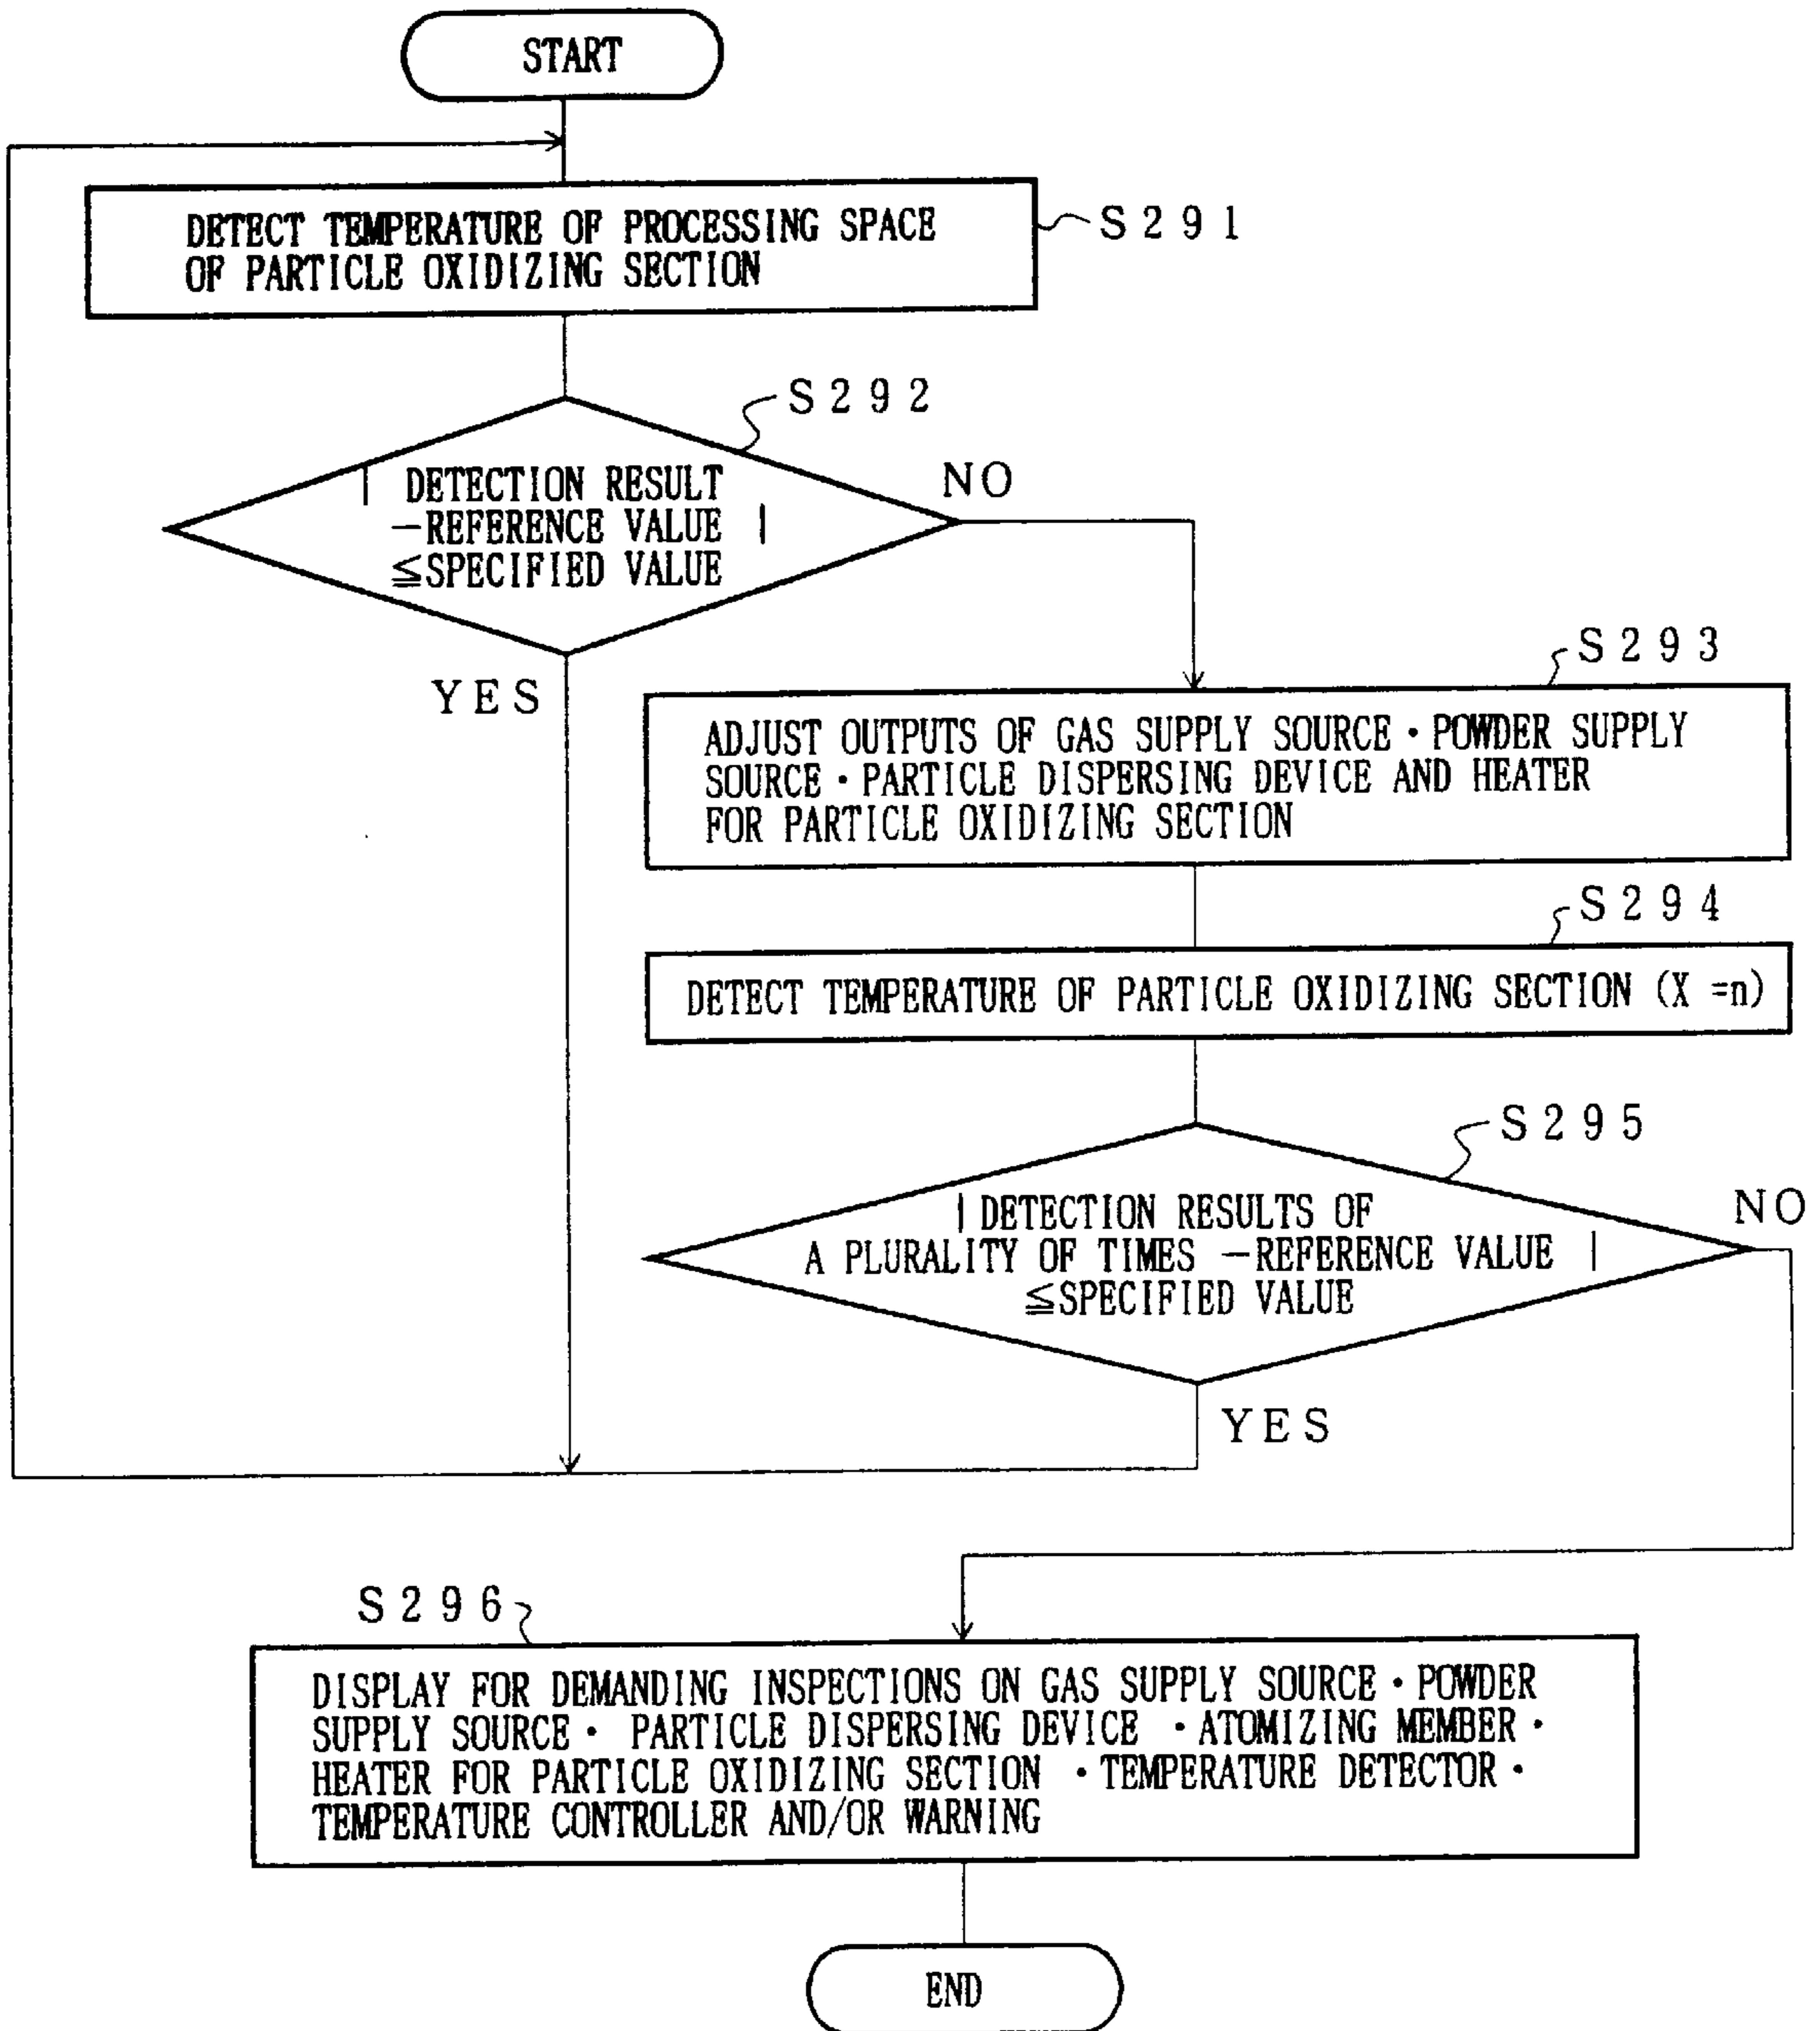 START
DETECT TEMPERATURE OF PROCESSING SPACE
OF PARTICLE OXIDIZING SECTION
S291
S292
| DETECTION RESULT
−REFERENCE VALUE |
≦SPECIFIED VALUE
NO
YES
S293
ADJUST OUTPUTS OF GAS SUPPLY SOURCE・POWDER SUPPLY
SOURCE・PARTICLE DISPERSING DEVICE AND HEATER
FOR PARTICLE OXIDIZING SECTION
S294
DETECT TEMPERATURE OF PARTICLE OXIDIZING SECTION (X =n)
S295
| DETECTION RESULTS OF
A PLURALITY OF TIMES −REFERENCE VALUE |
≦SPECIFIED VALUE
NO
YES
S296
DISPLAY FOR DEMANDING INSPECTIONS ON GAS SUPPLY SOURCE・POWDER
SUPPLY SOURCE・ PARTICLE DISPERSING DEVICE ・ATOMIZING MEMBER・
HEATER FOR PARTICLE OXIDIZING SECTION ・TEMPERATURE DETECTOR・
TEMPERATURE CONTROLLER AND/OR WARNING
END